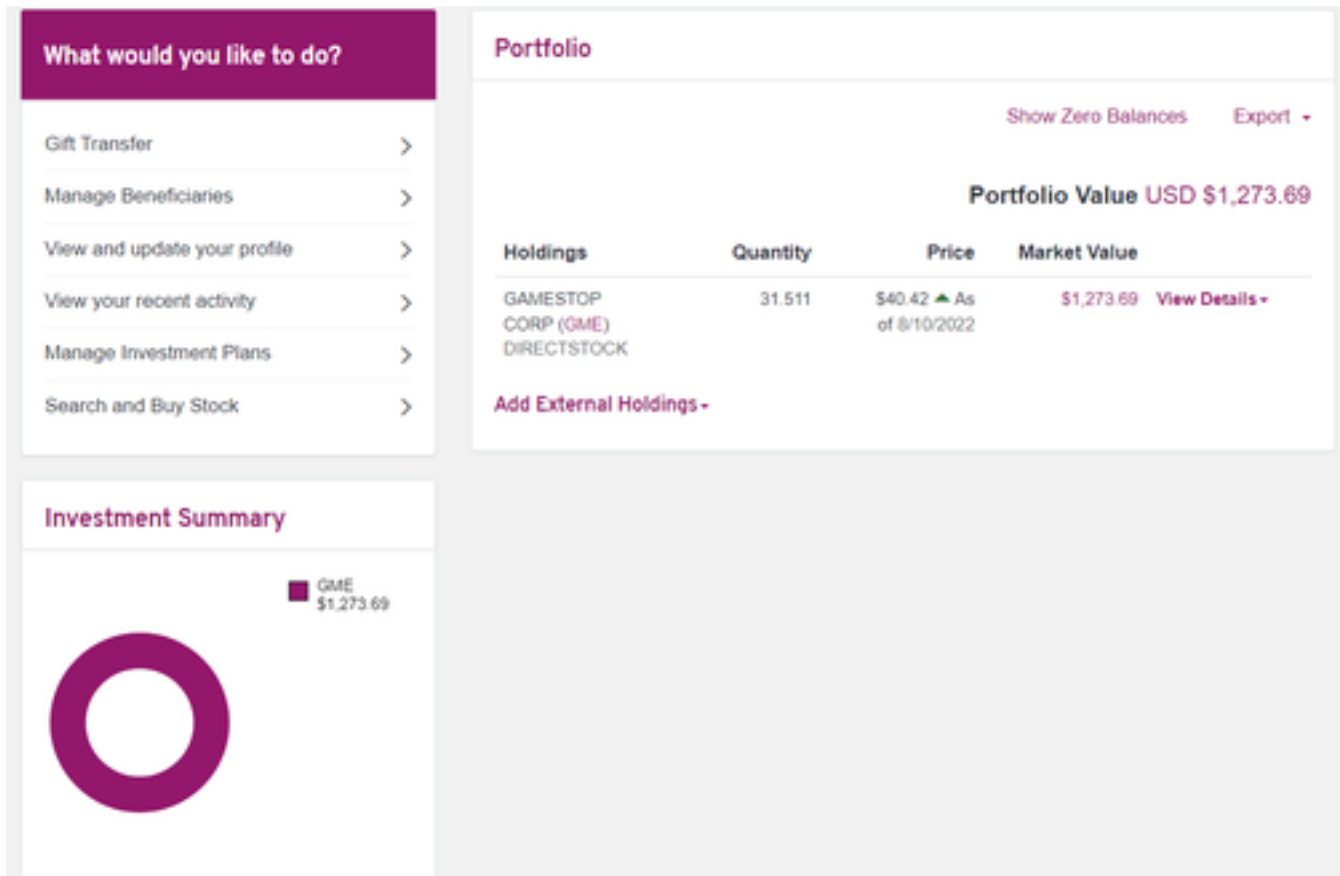 What would you like to do?
Gift Transfer
Manage Beneficiaries
View and update your profile
View your recent activity
Manage Investment Plans
Search and Buy Stock
Portfolio
Show Zero Balances Export
Portfolio Value USD $1,273.69
Holdings Quantity Price Market Value
GAMESTOP 31.511 $40.42 As $1,273.69 View Details
CORP (GME) of 8/10/2022
DIRECTSTOCK
Add External Holdings
Investment Summary
GME
$1,273.69